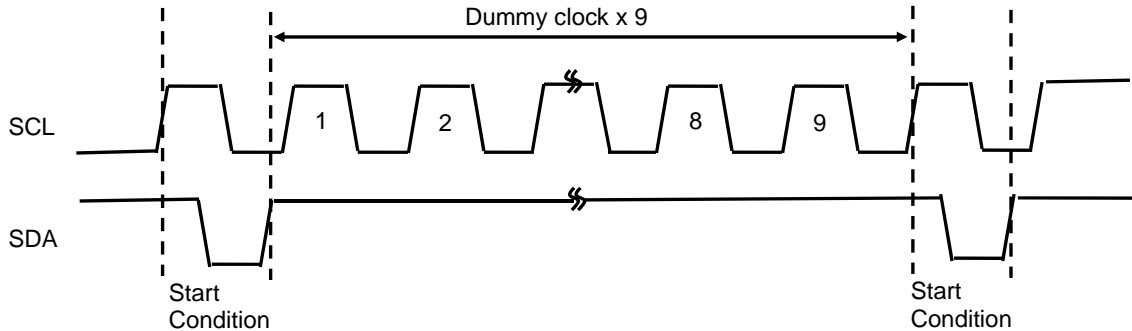 Dummy clock x 9
SCL
1
2
8
9
SDA
Start
Condition
Start
Condition